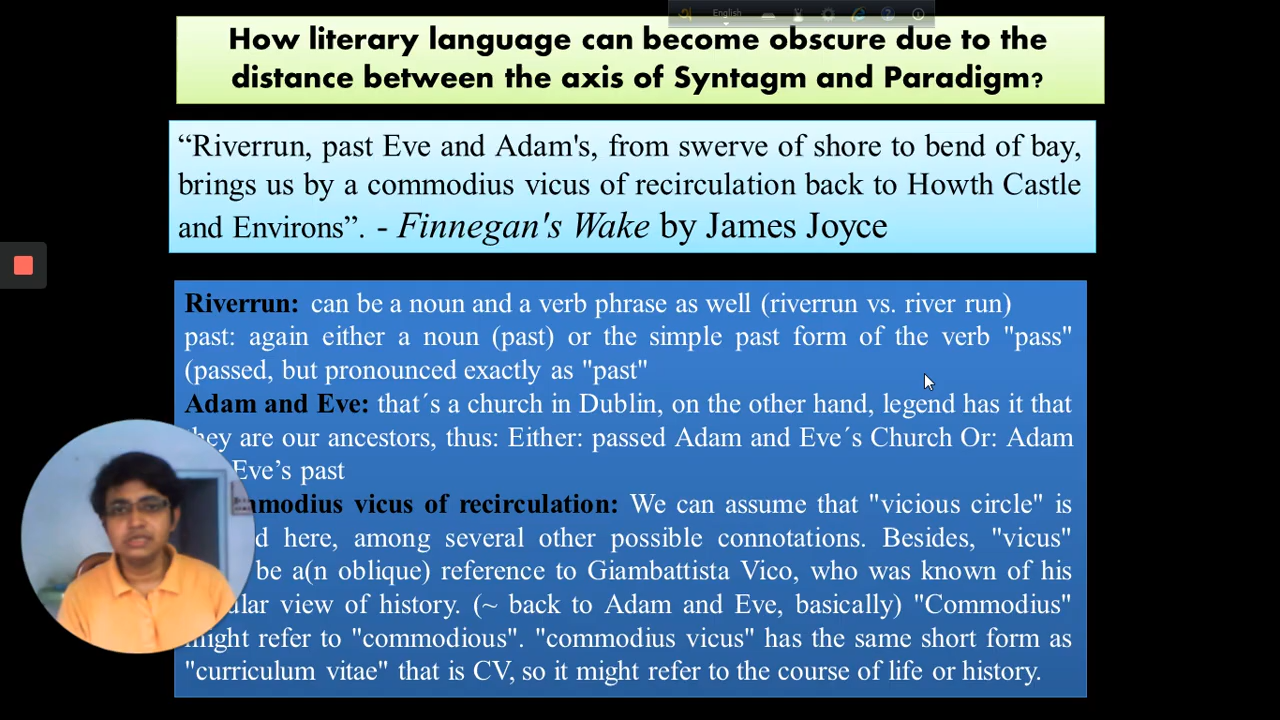 English
How literary language can become obscure due to the
distance between the axis of Syntagm and Paradigm?
“Riverrun, past Eve and Adam's, from swerve of shore to bend of bay,
brings us by a commodius vicus of recirculation back to Howth Castle
and Environs”. - Finnegan's Wake by James Joyce
Riverrun: can be a noun and a verb phrase as well (riverrun vs. river run)
past: again either a noun (past) or the simple past form of the verb "pass"
(passed, but pronounced exactly as "past"
Adam and Eve: that´s a church in Dublin, on the other hand, legend has it that
they are our ancestors, thus: Either: passed Adam and Eve´s Church Or: Adam
Eve’s past
vicus of recirculation: We can assume that "vicious circle" is
here, among several other possible connotations. Besides, "vicus"
be a(n oblique) reference to Giambattista Vico, who was known of his
view of history. (~ back to Adam and Eve, basically) "Commodius"
might refer to "commodious". "commodius vicus" has the same short form as
"curriculum vitae" that is CV, so it might refer to the course of life or history.